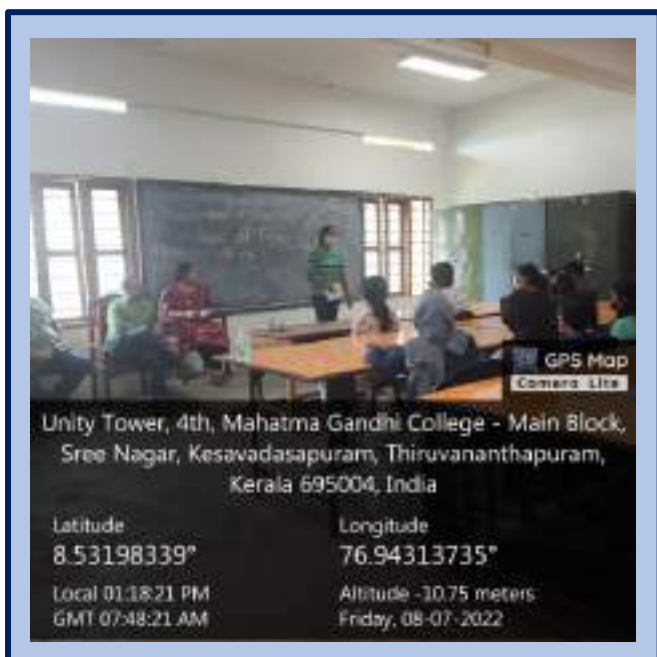 GPS Map
Camera Lite
Unity Tower, 4th, Mahatma Gandhi College - Main Block,
Sree Nagar, Kesavadasapuram, Thiruvananthapuram,
Kerala 695004, India
Latitude
8.53198339°
Longitude
76.94313735°
Local 01:18:21 PM
GMT 07:48:21 AM
Altitude -10.75 meters
Friday, 08-07-2022